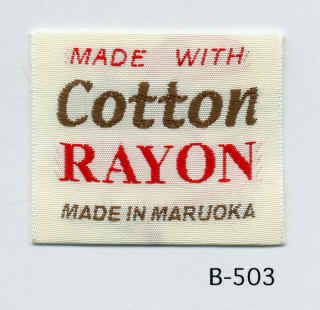 MADE WITH
Cotton
RAYON
MADE IN MARUOKA
B-503